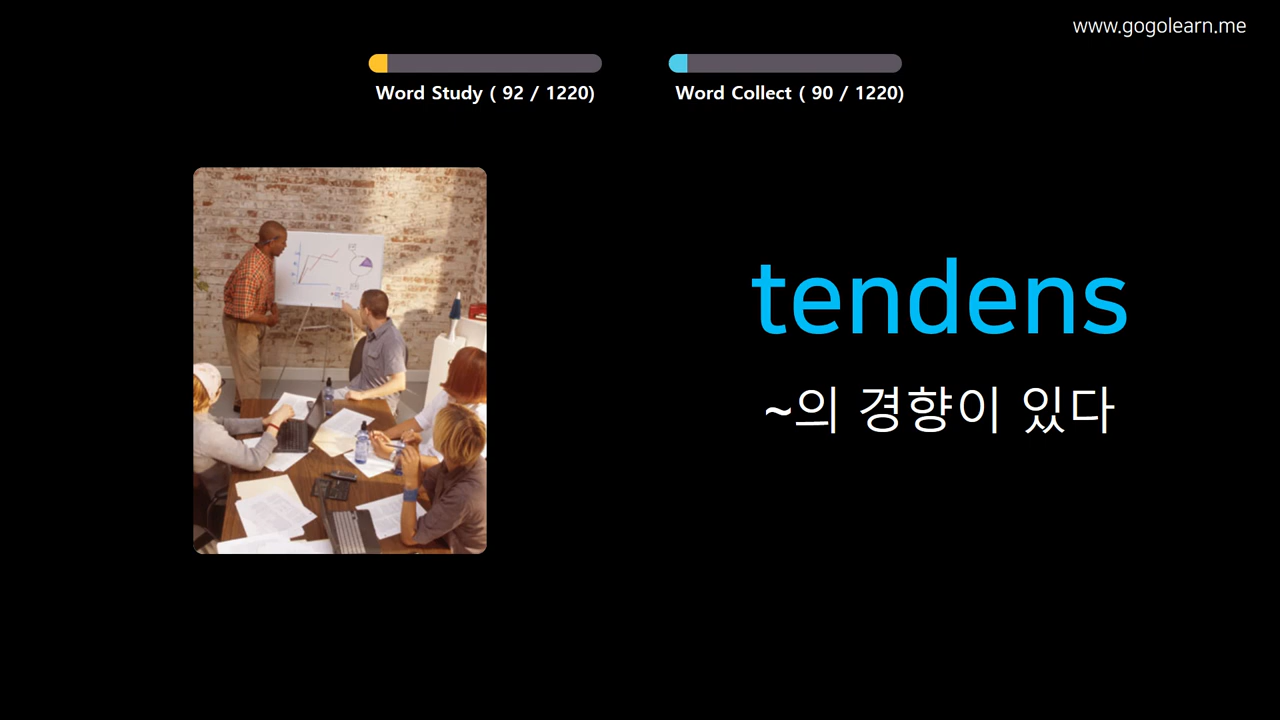 www.gogolearn.me
Word Study ( 92 / 1220)
Word Collect ( 90 / 1220)
tendens
~의 경향이 있다